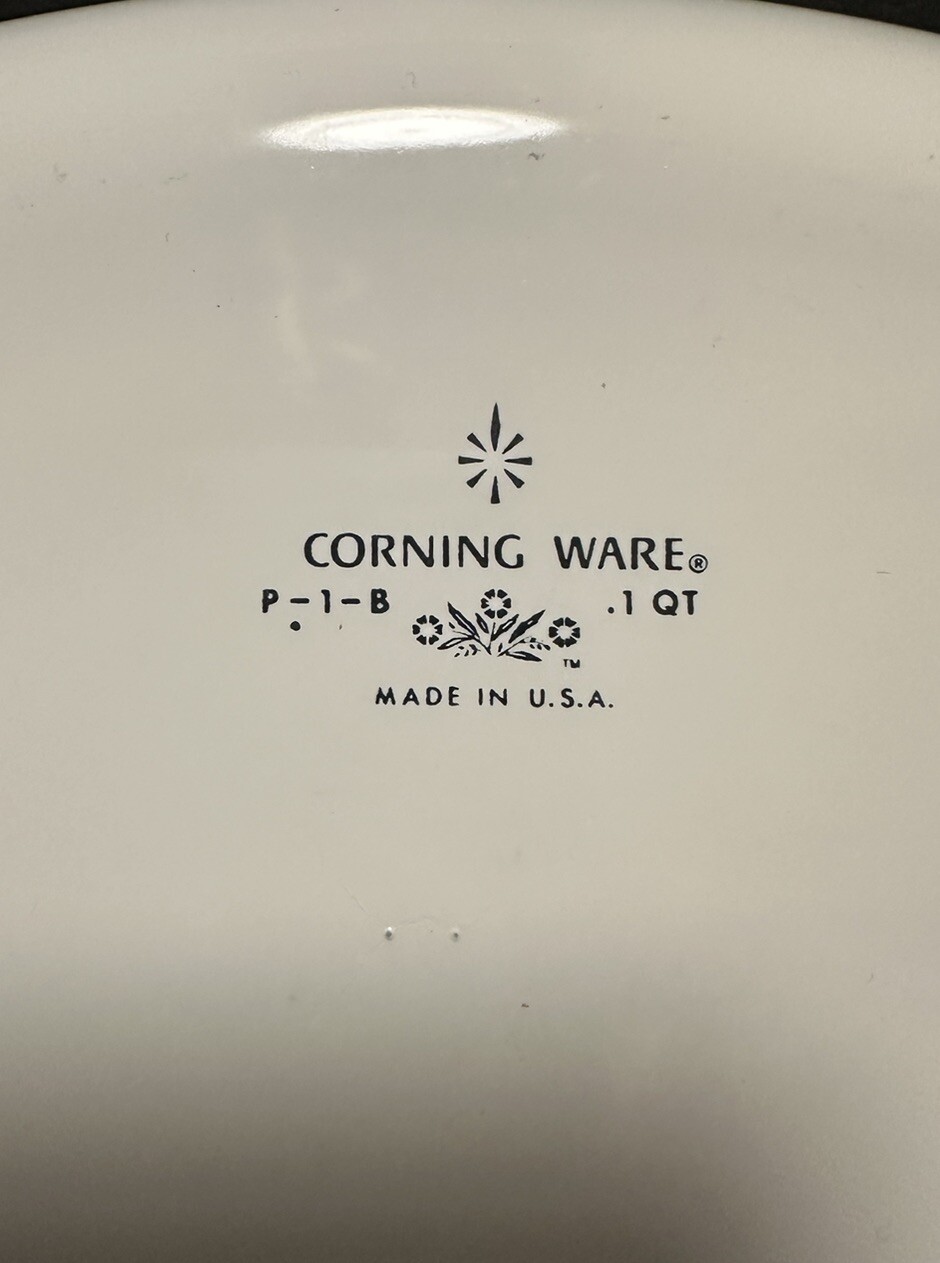 CORNING WARE®
P-1-B .1 QT
TM
MADE IN U.S.A.